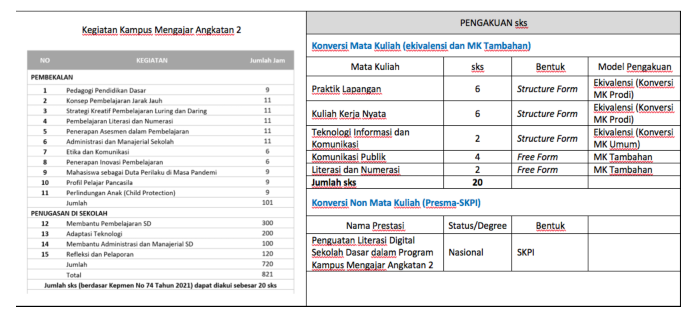 Kegiatan Kampus Mengajar Angkatan 2
NO KEGIATAN Jumlah Jam
PEMBEKALAN
1 Pedagogi Pendidikan Dasar 9
2 Konsep Pembelajaran Jarak Jauh 11
3 Strategi Kreatif Pembelajaran Luring dan Daring 11
4 Pembelajaran Literasi dan Numerasi 11
5 Penerapan Asesmen dalam Pembelajaran 11
6 Administrasi dan Manajerial Sekolah 11
7 Etika dan Komunikasi 6
8 Penerapan Inovasi Pembelajaran 6
9 Mahasiswa sebagai Duta Perilaku di Masa Pandemi 9
10 Profil Pelajar Pancasila 9
11 Perlindungan Anak (Child Protection) 9
Jumlah 101
PENUGASAN DI SEKOLAH
12 Membantu Pembelajaran SD 300
13 Adaptasi Teknologi 200
14 Membantu Administrasi dan Manajerial SD 100
15 Refleksi dan Pelaporan 120
Jumlah 720
Total 821
Jumlah sks (berdasar Kepmen No 74 Tahun 2021) dapat diakui sebesar 20 sks
PENGAKUAN sks
Konversi Mata Kuliah (ekivalensi dan MK Tambahan)
Mata Kuliah sks Bentuk Model Pengakuan
Praktik Lapangan 6 Structure Form Ekivalensi (Konversi
MK Prodi)
Kuliah Kerja Nyata 6 Structure Form Ekivalensi (Konversi
MK Prodi)
Teknologi Informasi dan
Komunikasi 2 Structure Form Ekivalensi (Konversi
MK Umum)
Komunikasi Publik 4 Free Form MK Tambahan
Literasi dan Numerasi 2 Free Form MK Tambahan
Jumlah sks 20
Konversi Non Mata Kuliah (Presma-SKPI)
Nama Prestasi Status/Degree Bentuk
Penguatan Literasi Digital
Sekolah Dasar dalam Program Nasional SKPI
Kampus Mengajar Angkatan 2